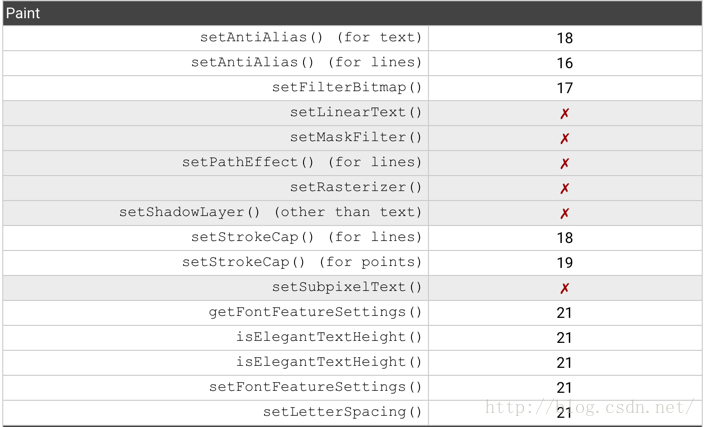 Paint
setAntiAlias() (for text) 18
setAntiAlias() (for lines) 16
setFilterBitmap() 17
setLinearText() ✗
setMaskFilter() ✗
setPathEffect() (for lines) ✗
setRasterizer() ✗
setShadowLayer() (other than text) ✗
setStrokeCap() (for lines) 18
setStrokeCap() (for points) 19
setSubpixelText() ✗
getFontFeatureSettings() 21
isElegantTextHeight() 21
isElegantTextHeight() 21
setFontFeatureSettings() 21
setLetterSpacing() 21
http://blog.csdn.net/